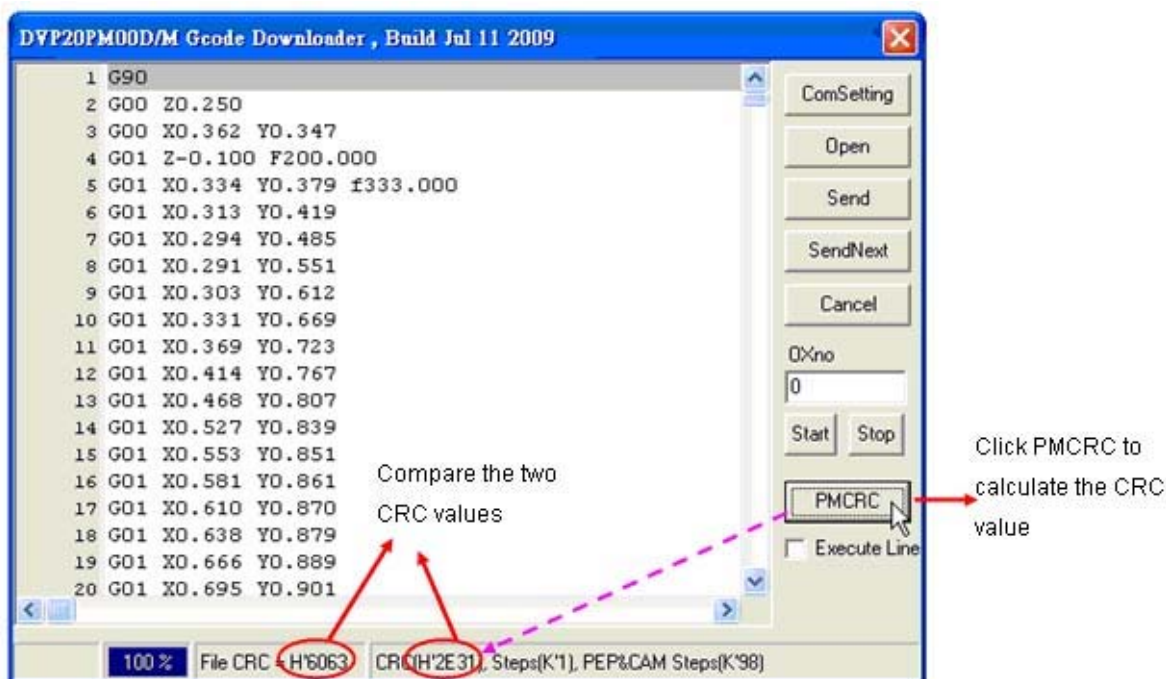 DVP20PM00D/M Gcode Downloader , Build Jul 11 2009
1 G90
2 G00 Z0.250
3 G00 X0.362 Y0.347
4 G01 Z-0.100 F200.000
5 G01 X0.334 Y0.379 f333.000
6 G01 X0.313 Y0.419
7 G01 X0.294 Y0.485
8 G01 X0.291 Y0.551
9 G01 X0.303 Y0.612
10 G01 X0.331 Y0.669
11 G01 X0.369 Y0.723
12 G01 X0.414 Y0.767
13 G01 X0.468 Y0.807
14 G01 X0.527 Y0.839
15 G01 X0.553 Y0.851
16 G01 X0.581 Y0.861
17 G01 X0.610 Y0.870
18 G01 X0.638 Y0.879
19 G01 X0.666 Y0.889
20 G01 X0.695 Y0.901
Compare the two
CRC values
ComSetting
Open
Send
SendNext
Cancel
OXno
0
Start Stop
PMCRC
Execute Line
Click PMCRC to
calculate the CRC
value
100 % File CRC = H'6063 CRC(H'2E31), Steps(K'1), PEP&CAM Steps(K'98)